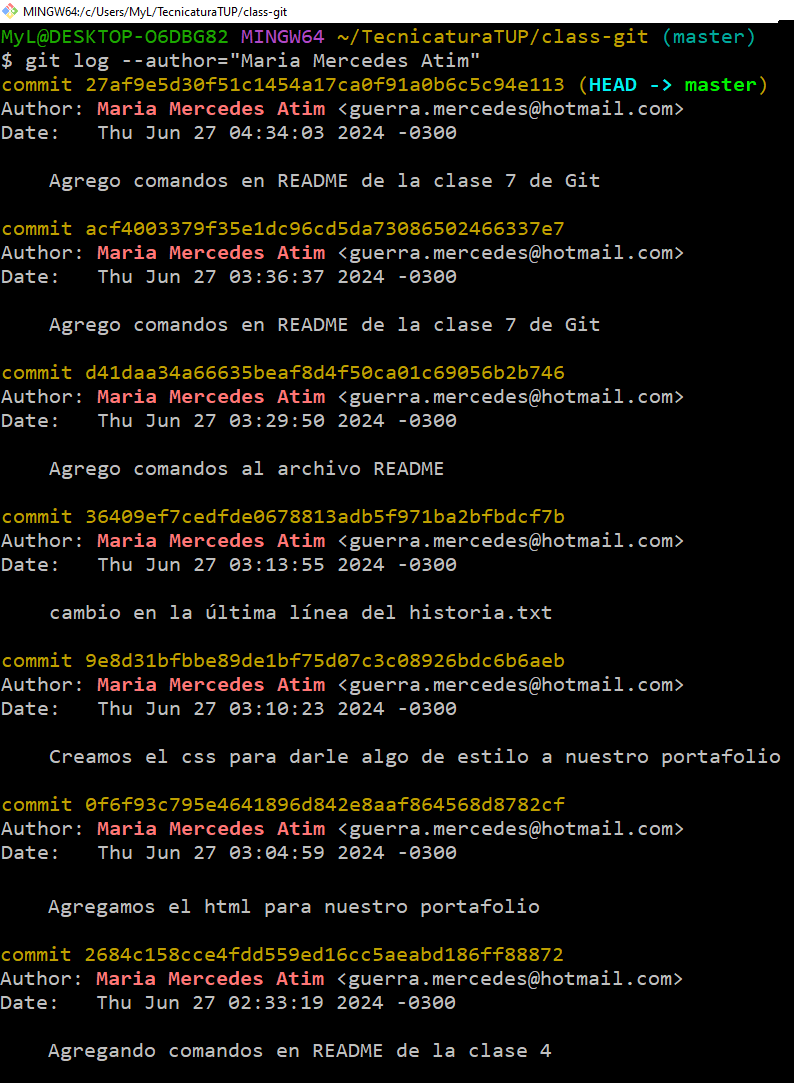 MINGW64:/c/Users/MyL/TecnicaturaTUP/class-git
MyL@DESKTOP-O6DBG82 MINGW64 ~/TecnicaturaTUP/class-git (master)
$ git log --author="Maria Mercedes Atim"
commit 27af9e5d30f51c1454a17ca0f91a0b6c5c94e113 (HEAD -> master)
Author: Maria Mercedes Atim <guerra.mercedes@hotmail.com>
Date:   Thu Jun 27 04:34:03 2024 -0300
Agrego comandos en README de la clase 7 de Git
commit acf4003379f35e1dc96cd5da73086502466337e7
Author: Maria Mercedes Atim <guerra.mercedes@hotmail.com>
Date:   Thu Jun 27 03:36:37 2024 -0300
Agrego comandos en README de la clase 7 de Git
commit d41daa34a66635beaf8d4f50ca01c69056b2b746
Author: Maria Mercedes Atim <guerra.mercedes@hotmail.com>
Date:   Thu Jun 27 03:29:50 2024 -0300
Agrego comandos al archivo README
commit 36409ef7cedfde0678813adb5f971ba2bfbdcf7b
Author: Maria Mercedes Atim <guerra.mercedes@hotmail.com>
Date:   Thu Jun 27 03:13:55 2024 -0300
cambio en la última línea del historia.txt
commit 9e8d31bfbbe89de1bf75d07c3c08926bdc6b6aeb
Author: Maria Mercedes Atim <guerra.mercedes@hotmail.com>
Date:   Thu Jun 27 03:10:23 2024 -0300
Creamos el css para darle algo de estilo a nuestro portafolio
commit 0f6f93c795e4641896d842e8aaf864568d8782cf
Author: Maria Mercedes Atim <guerra.mercedes@hotmail.com>
Date:   Thu Jun 27 03:04:59 2024 -0300
Agregamos el html para nuestro portafolio
commit 2684c158cce4fdd559ed16cc5aeabd186ff88872
Author: Maria Mercedes Atim <guerra.mercedes@hotmail.com>
Date:   Thu Jun 27 02:33:19 2024 -0300
Agregando comandos en README de la clase 4